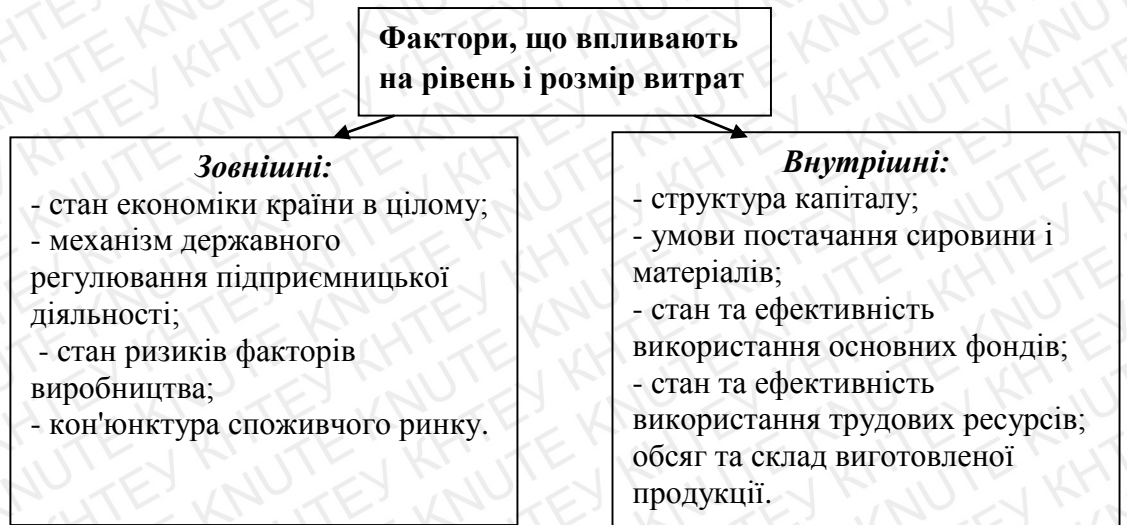 Фактори, що впливають
на рівень і розмір витрат
Зовнішні:
- стан економіки країни в цілому;
- механізм державного
регулювання підприємницької
діяльності;
- стан ризиків факторів
виробництва;
- кон'юнктура споживчого ринку.
Внутрішні:
- структура капіталу;
- умови постачання сировини і
матеріалів;
- стан та ефективність
використання основних фондів;
- стан та ефективність
використання трудових ресурсів;
обсяг та склад виготовленої
продукції.